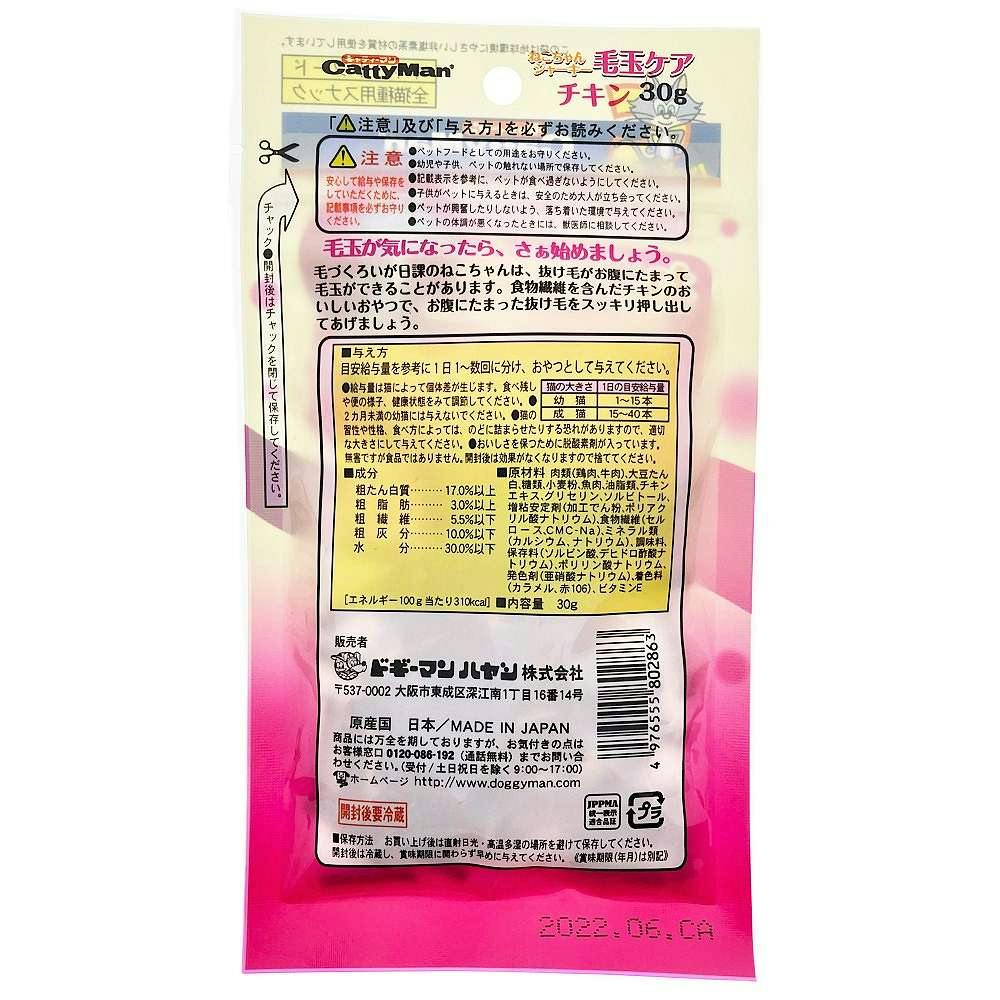 キャティーマン
CattyMan®
ねこちゃん
ジャーキー 毛玉ケア
チキン 30g
全猫種用スナック
「⚠注意」及び「与え方」を必ずお読みください。
⚠ 注意
安心して給与や保存を
していただくために、
記載事項を必ずお守り
ください。
●ペットフードとしての用途をお守りください。
●幼児や子供、ペットの触れない場所で保存してください。
●記載表示を参考に、ペットが食べ過ぎないようにしてください。
●子供がペットに与えるときは、安全のため大人が立ち会ってください。
●ペットが興奮したりしないよう、落ち着いた環境で与えてください。
●ペットの体調が悪くなったときには、獣医師に相談してください。
チャック●開封後はチャックを閉じて保存してください。
毛玉が気になったら、さぁ始めましょう。
毛づくろいが日課のねこちゃんは、抜け毛がお腹にたまって
毛玉ができることがあります。食物繊維を含んだチキンのお
いしいおやつで、お腹にたまった抜け毛をスッキリ押し出し
てあげましょう。
■与え方
目安給与量を参考に1日1〜数回に分け、おやつとして与えてください。
●給与量は猫によって個体差が生じます。食べ残し
や便の様子、健康状態をみて調節してください。●
2カ月未満の幼猫には与えないでください。●猫の
習性や性格、食べ方によっては、のどに詰まらせたりする恐れがありますので、適切
な大きさにして与えてください。●おいしさを保つために脱酸素剤が入っています。
無害ですが食品ではありません。開封後は効果がなくなりますので捨ててください。
猫の大きさ 1日の目安給与量
幼猫 1〜15本
成猫 15〜40本
■成分
粗たん白質………17.0%以上
粗脂肪………3.0%以上
粗繊維………5.5%以下
粗灰分………10.0%以下
水分………30.0%以下
[エネルギー100g当たり310kcal]
■原材料 肉類(鶏肉、牛肉)、大豆たん
白、糖類、小麦粉、魚肉、油脂類、チキン
エキス、グリセリン、ソルビトール、
増粘安定剤(加工でん粉、ポリアク
リル酸ナトリウム)、食物繊維(セル
ロース、CMC-Na)、ミネラル類
(カルシウム、ナトリウム)、調味料、
保存料(ソルビン酸、デヒドロ酢酸ナ
トリウム)、ポリリン酸ナトリウム、
発色剤(亜硝酸ナトリウム)、着色料
(カラメル、赤106)、ビタミンE
■内容量 30g
販売者
ドギーマンハヤシ株式会社
〒537-0002 大阪市東成区深江南1丁目16番14号
原産国 日本/MADE IN JAPAN
商品には万全を期しておりますが、お気付きの点は
お客様窓口 0120-086-192(通話無料)までお問い合
わせください。(受付/土日祝日を除く9:00〜17:00)
ホームページ http://www.doggyman.com/
4 976555 802863
開封後要冷蔵
JPPMA
統一表示
適合品証
プラ
■保存方法 お買い上げ後は直射日光・高温多湿の場所を避けて保存してください。
開封後は冷蔵し、賞味期限に関わらず早めに与えてください。《賞味期限(年月)は別記》
2022.06.CA